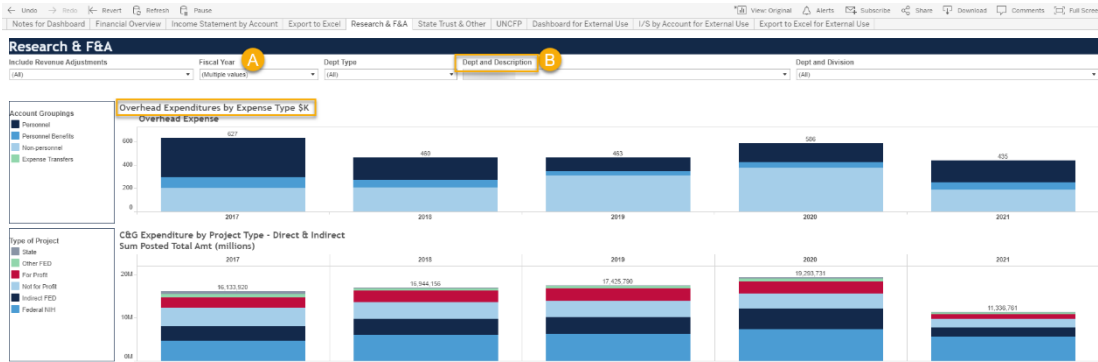 Undo Redo Revert Refresh Pause View: Original Alerts Subscribe Share Download Comments Full Scree
Notes for Dashboard Financial Overview Income Statement by Account Export to Excel Research & F&A State Trust & Other UNCFP Dashboard for External Use I/S by Account for External Use Export to Excel for External Use
Research & F&A
Include Revenue Adjustments Fiscal Year A Dept Type Dept and Description B Dept and Division
(All) (Multiple values) (All) (All)
Account Groupings
Personnel
Personnel Benefits
Non-personnel
Expense Transfers
Overhead Expenditures by Expense Type $K
Overhead Expense
627 460 463 586 435
600
400
200
0
2017 2018 2019 2020 2021
Type of Project
State
Other FED
For Profit
Not for Profit
Indirect FED
Federal NIH
C&G Expenditure by Project Type - Direct & Indirect
Sum Posted Total Amt (millions)
2017 2018 2019 2020 2021
20M
10M
0M
16,133,920 16,944,156 17,425,790 19,293,731 11,336,761